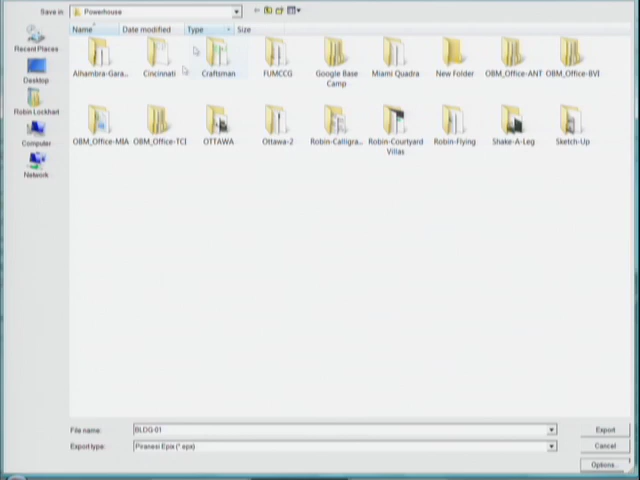 Save in: Powerhouse
Name Date modified Type Size
Recent Places
Desktop
Robin Lockhart
Computer
Network
Alhambra-Gara... Cincinnati Craftsman FUMCCG Google Base Camp Miami Quadra New Folder OBM_Office-ANT OBM_Office-BVI
OBM_Office-MIA OBM_Office-TCI OTTAWA Ottawa-2 Robin-Calligra... Robin-Courtyard Villas Robin-Flying Shake-A-Leg Sketch-Up
File name: BLDG-01 Export
Export type: Piranesi Epix (*.epx) Cancel
Options...